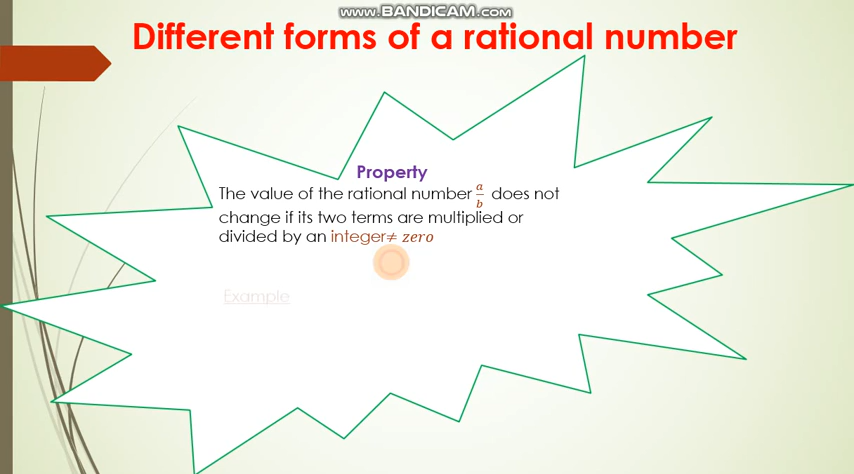 www.BANDICAM.com
Different forms of a rational number
Property
The value of the rational number a/b does not
change if its two terms are multiplied or
divided by an integer≠ zero
Example